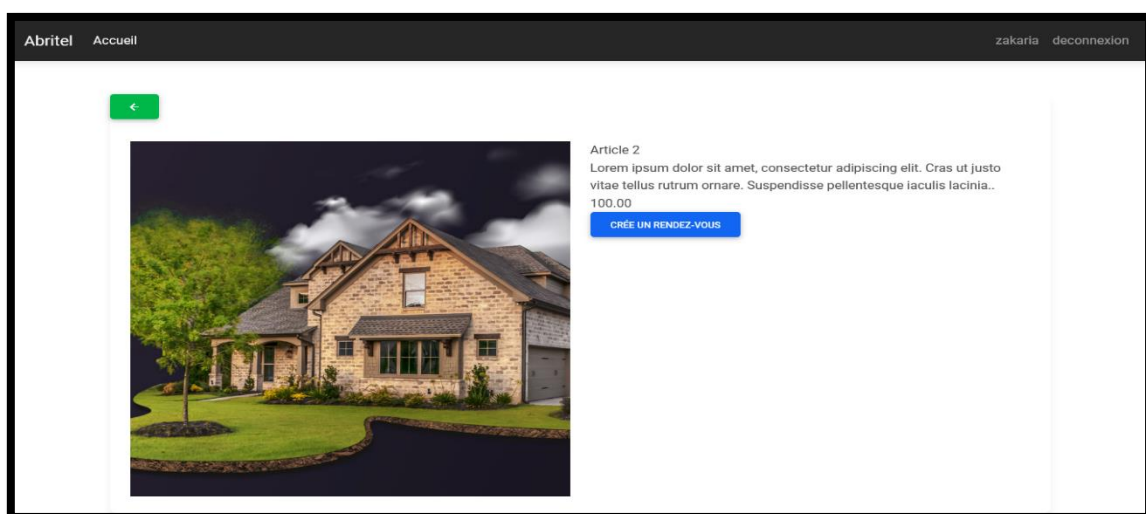 Abritel Accueil zakaria deconnexion
←
Article 2
Lorem ipsum dolor sit amet, consectetur adipiscing elit. Cras ut justo
vitae tellus rutrum ornare. Suspendisse pellentesque iaculis lacinia..
100.00
CRÉE UN RENDEZ-VOUS